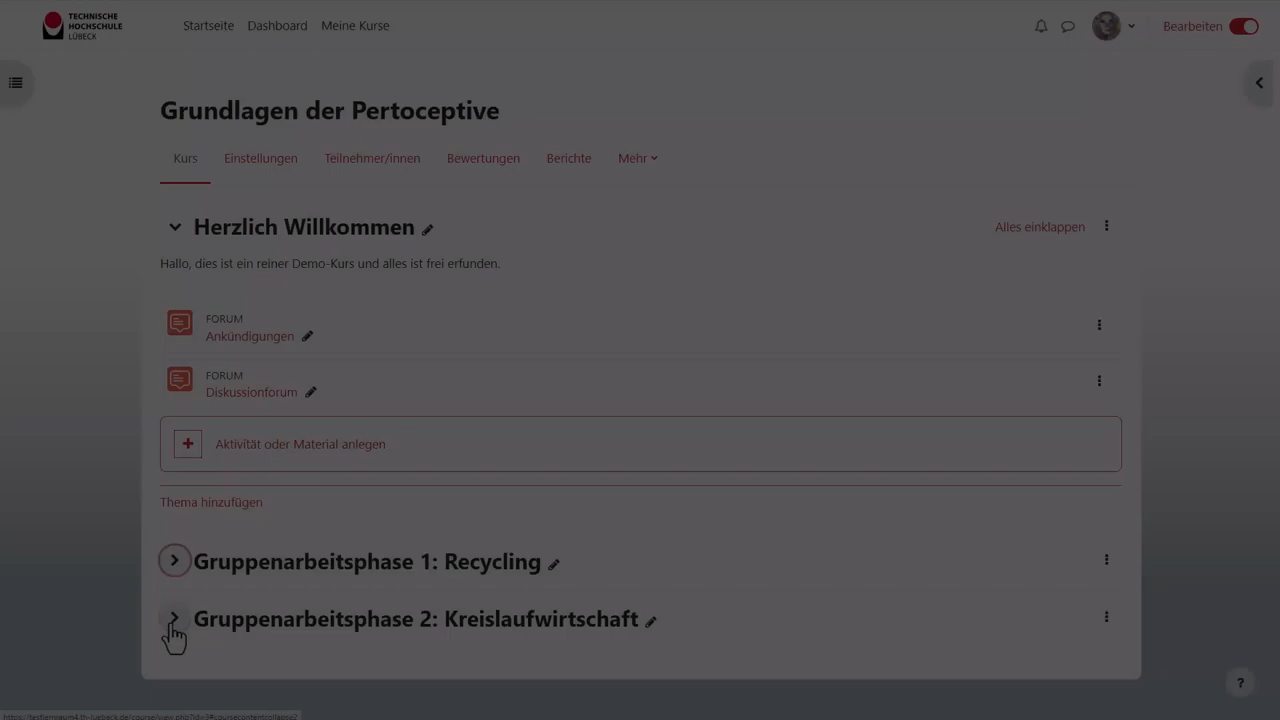 TECHNISCHE
HOCHSCHULE
LÜBECK
Startseite Dashboard Meine Kurse
Bearbeiten
Grundlagen der Pertoceptive
Kurs Einstellungen Teilnehmer/innen Bewertungen Berichte Mehr
Herzlich Willkommen
Alles einklappen
Hallo, dies ist ein reiner Demo-Kurs und alles ist frei erfunden.
FORUM
Ankündigungen
FORUM
Diskussionforum
Aktivität oder Material anlegen
Thema hinzufügen
Gruppenarbeitsphase 1: Recycling
Gruppenarbeitsphase 2: Kreislaufwirtschaft
?